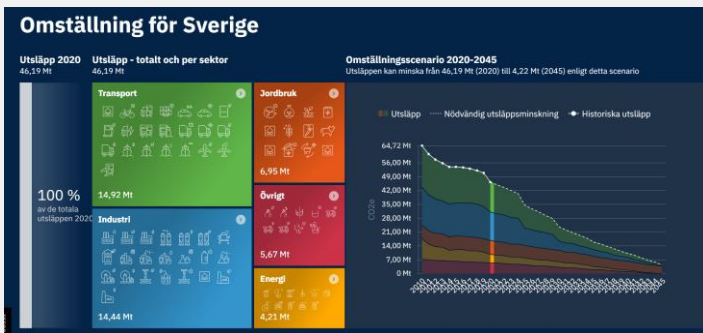 Omställning för Sverige
Utsläpp 2020
46,19 Mt
Utsläpp - totalt och per sektor
46,19 Mt
Omställningsscenario 2020-2045
Utsläppen kan minska från 46,19 Mt (2020) till 4,22 Mt (2045) enligt detta scenario
100 %
av de totala
utsläppen 2020
Transport
14,92 Mt
Industri
14,44 Mt
Jordbruk
6,95 Mt
Övrigt
5,67 Mt
Energi
4,21 Mt
Utsläpp
Nödvändig utsläppsminskning
Historiska utsläpp
CO2e
64,72 Mt
56,00 Mt
49,00 Mt
42,00 Mt
35,00 Mt
28,00 Mt
21,00 Mt
14,00 Mt
7,00 Mt
0 Mt
2045